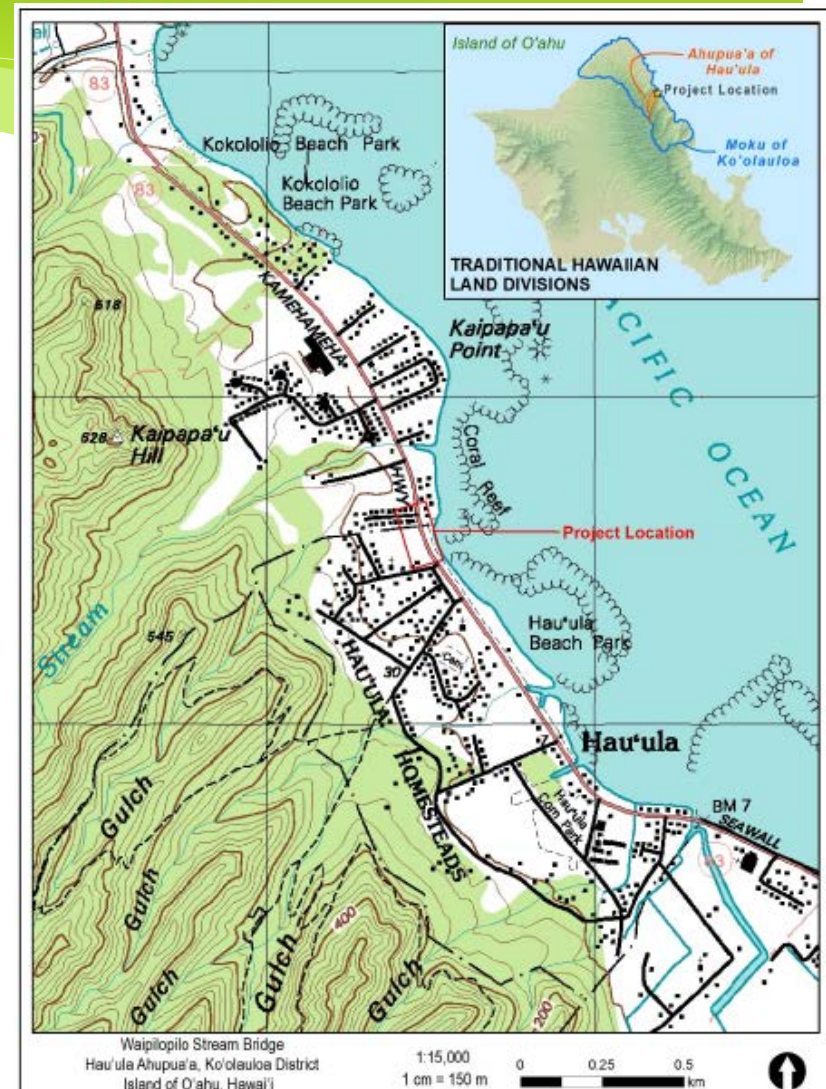 Island of O'ahu
Ahupua'a of
Hau'ula
Project Location
Moku of
Ko'olauloa
TRADITIONAL HAWAIIAN
LAND DIVISIONS
83
Kokololio Beach Park
Kokololio
Beach Park
83
618
KAMEHAMEHA
HWY
Kaipapa'u
Point
PACIFIC OCEAN
628
Kaipapa'u
Hill
Coral Reef
Project Location
Stream
545
Hau'ula
Beach Park
30
Cem
HAU'ULA
HOMESTEADS
Hau'ula
Hau'ula
Com Park
BM 7
SEAWALL
83
Gulch
Gulch
Gulch
Gulch
Gulch
400
200
Waipilopilo Stream Bridge
Hau'ula Ahupua'a, Ko'olauloa District
Island of O'ahu, Hawai'i
1:15,000
1 cm = 150 m
0 0.25 0.5
km